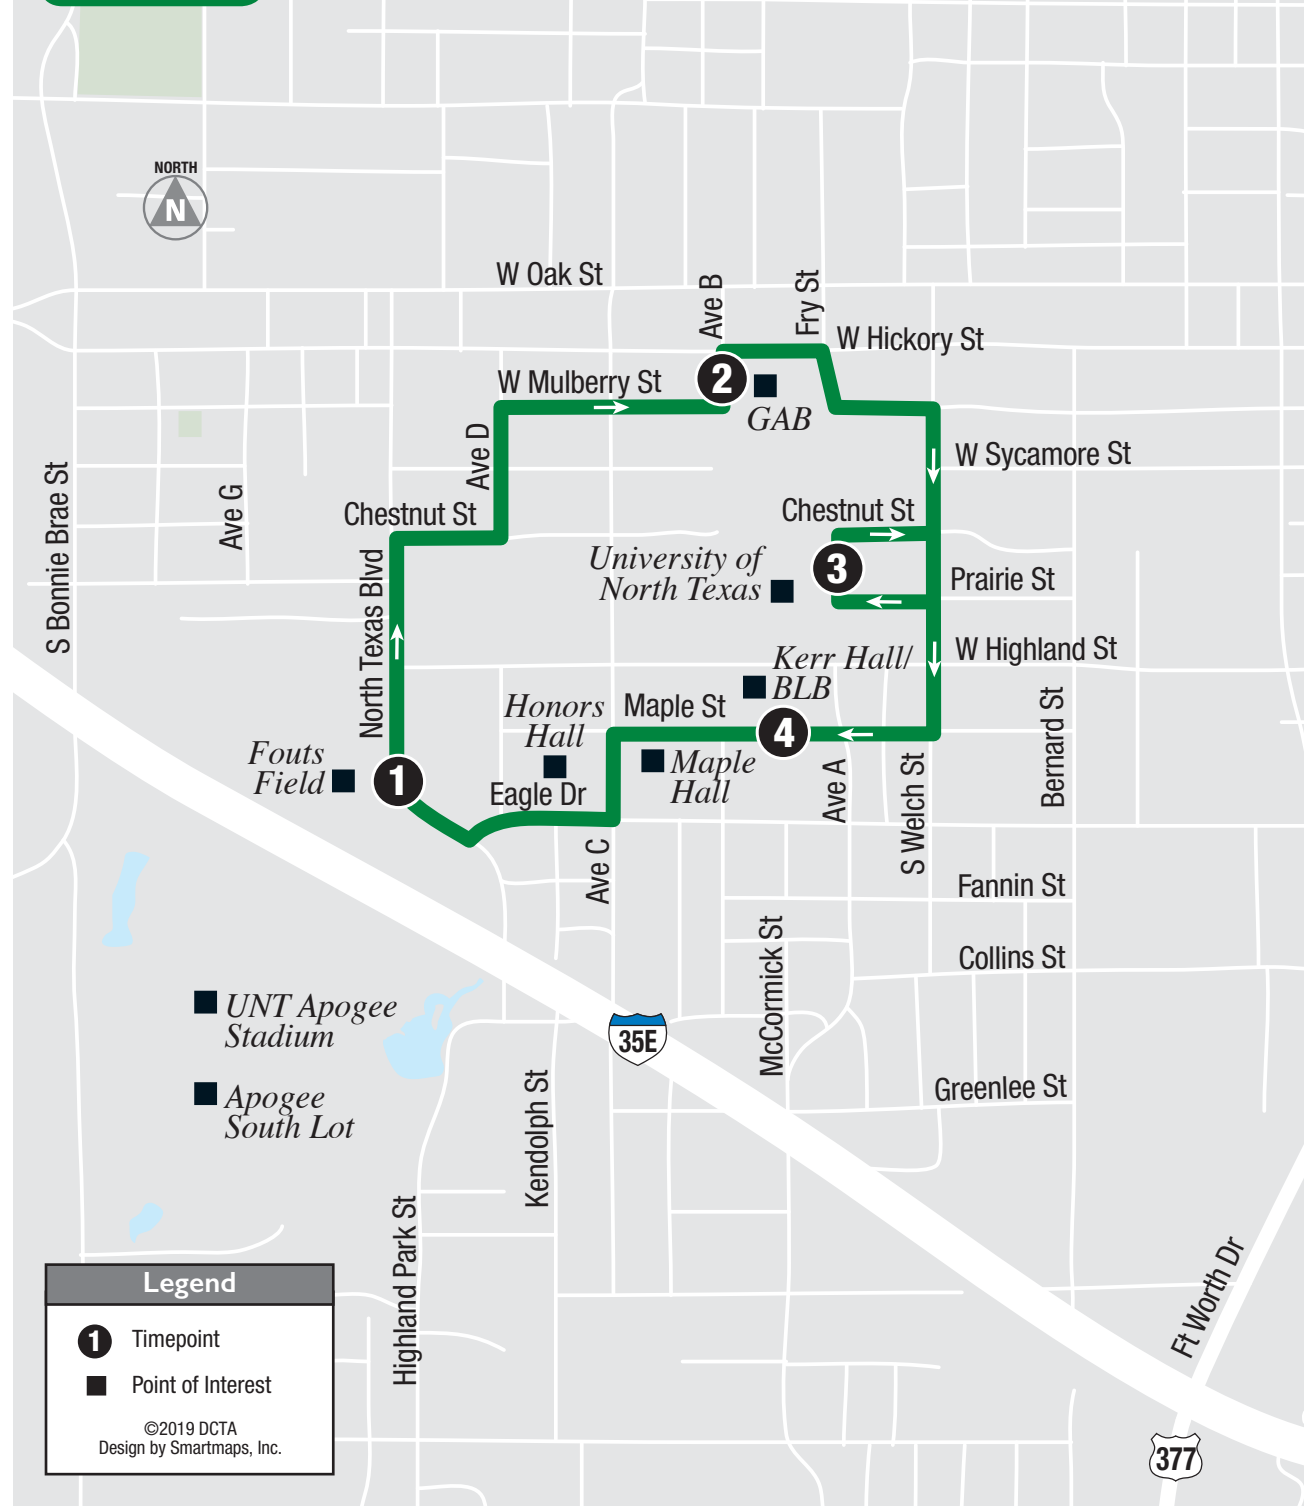 NORTH
N
W Oak St
Ave B
Fry St
W Hickory St
W Mulberry St
2
GAB
Ave D
W Sycamore St
S Bonnie Brae St
Ave G
Chestnut St
Chestnut St
University of
North Texas
3
Prairie St
North Texas Blvd
W Highland St
Kerr Hall/
BLB
Honors
Hall
Maple St
4
Bernard St
Fouts
Field
1
Maple
Hall
Eagle Dr
Ave A
S Welch St
Ave C
Fannin St
McCormick St
Collins St
UNT Apogee
Stadium
35E
Apogee
South Lot
Kendolph St
Greenlee St
Highland Park St
Ft Worth Dr
377
Legend
1 Timepoint
Point of Interest
©2019 DCTA
Design by Smartmaps, Inc.